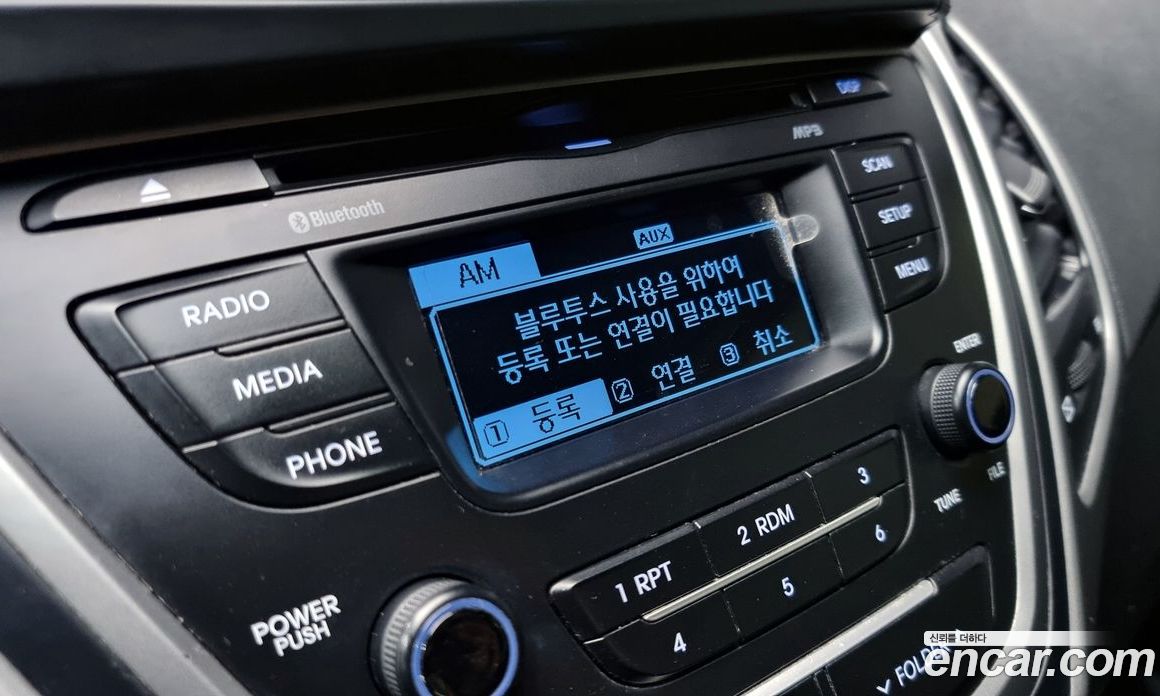 DISP
MP3
SCAN
Bluetooth
SETUP
AUX
AM
MENU
RADIO
블루투스 사용을 위하여
등록 또는 연결이 필요합니다
1 등록 2 연결 3 취소
MEDIA
ENTER
PHONE
FILE
TUNE
1 RPT
2 RDM
3
4
5
6
POWER
PUSH
FOLDER
신뢰를 더하다
encar.com